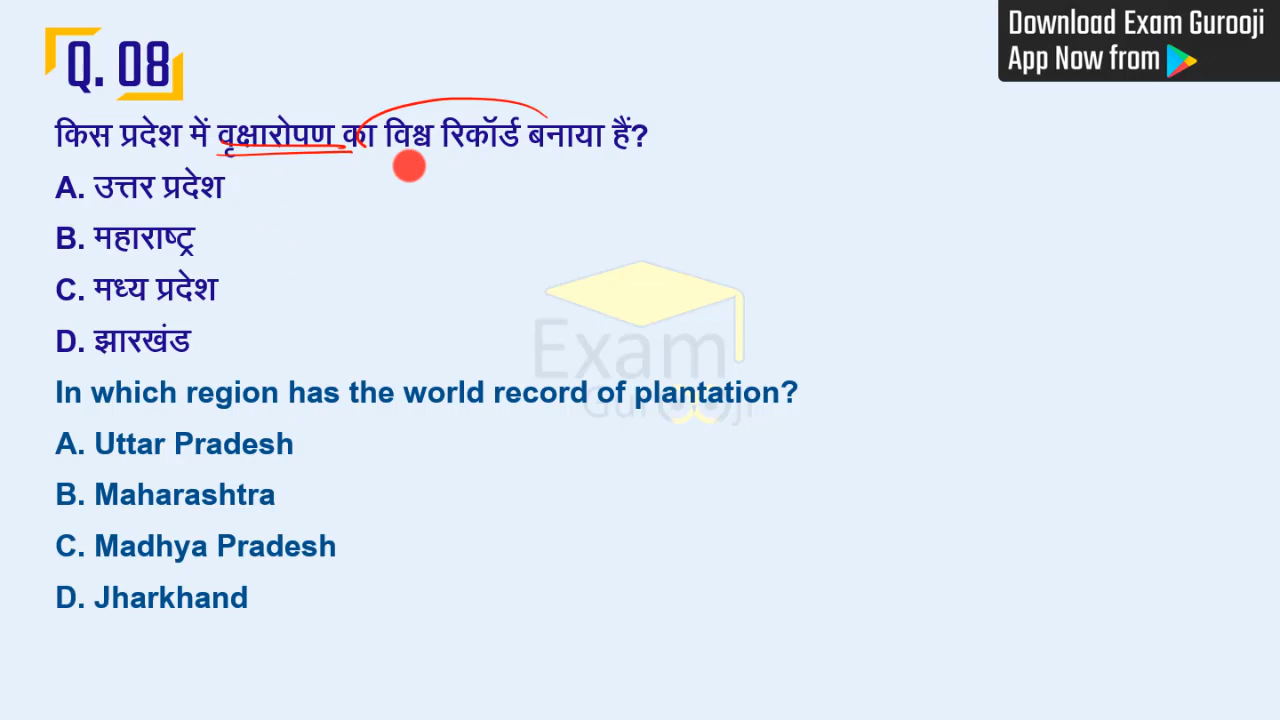 Download Exam Gurooji
App Now from
Q. 08
किस प्रदेश में वृक्षारोपण का विश्व रिकॉर्ड बनाया हैं?
A. उत्तर प्रदेश
B. महाराष्ट्र
C. मध्य प्रदेश
D. झारखंड
In which region has the world record of plantation?
A. Uttar Pradesh
B. Maharashtra
C. Madhya Pradesh
D. Jharkhand
Exam
Gurooji